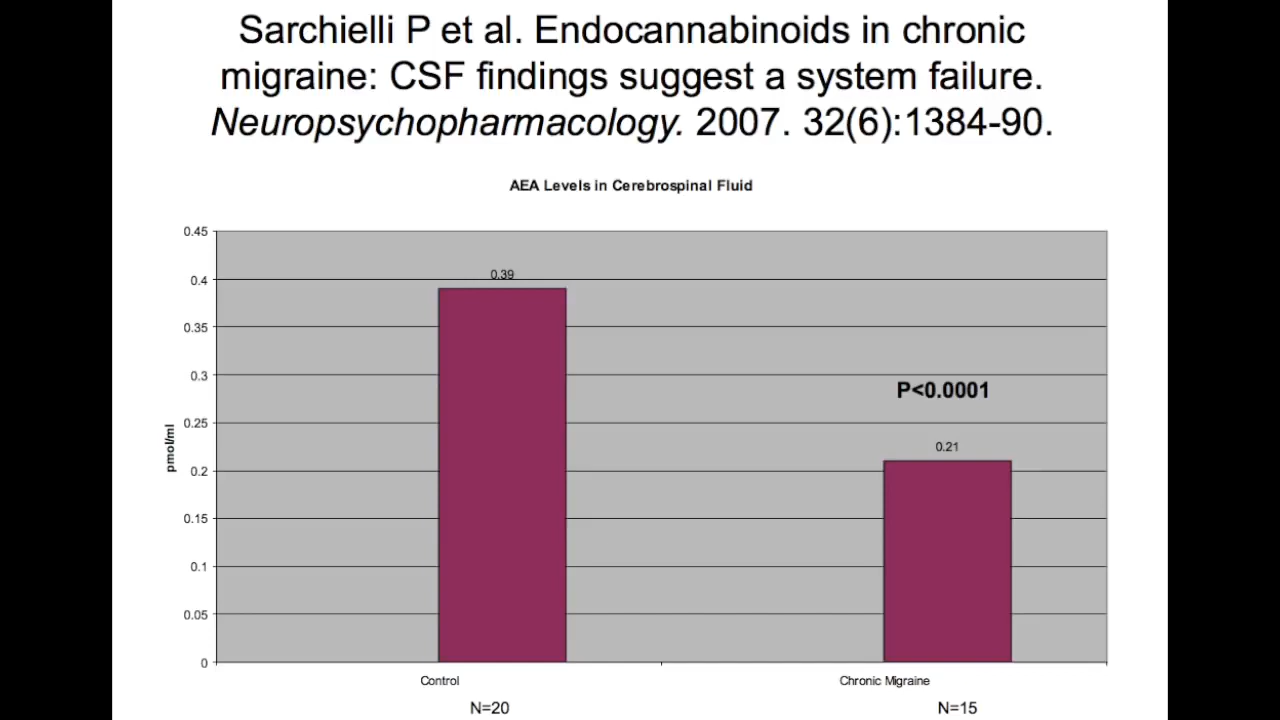 Sarchielli P et al. Endocannabinoids in chronic
migraine: CSF findings suggest a system failure.
Neuropsychopharmacology. 2007. 32(6):1384-90.
AEA Levels in Cerebrospinal Fluid
0.45
0.4
0.35
0.3
0.25
0.2
0.15
0.1
0.05
0
pmol/ml
0.39
P<0.0001
0.21
Control
Chronic Migraine
N=20
N=15